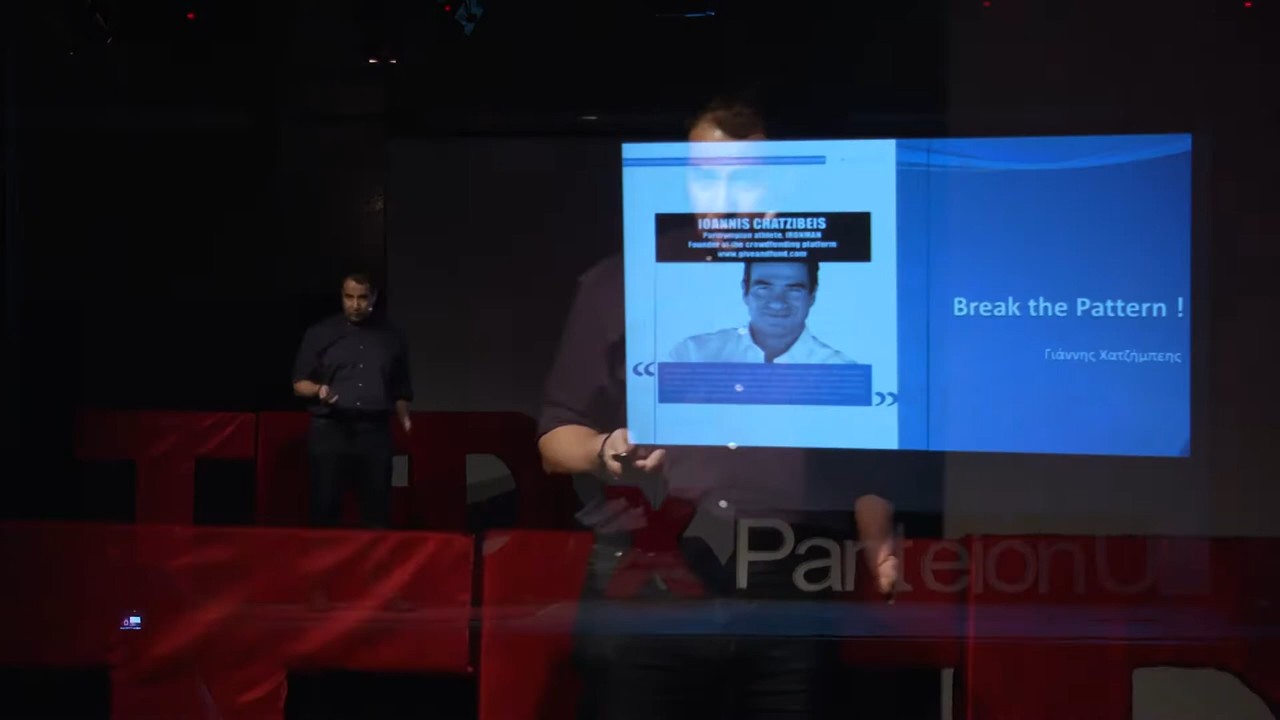 IOANNIS CHATZIBEIS
Paralympian athlete, IRONMAN
Founder of the crowdfunding platform
www.giveandfund.com
“
”
Break the Pattern !
Γιάννης Χατζήμπεης
TEDx
PanteionU